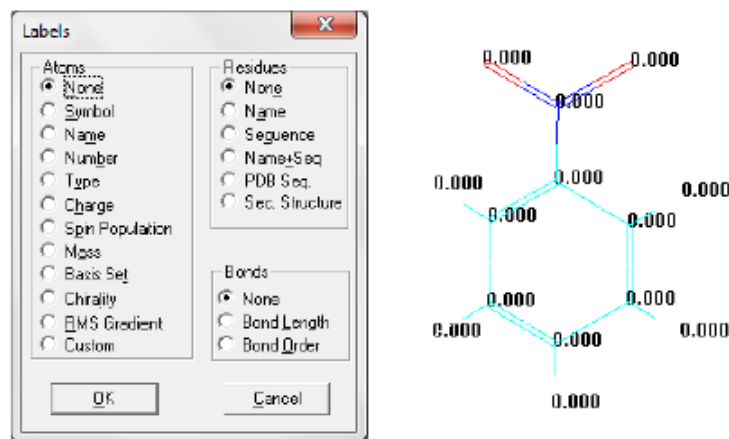 Labels
X
Atoms
None
Symbol
Name
Number
Type
Charge
Spin Population
Mass
Basis Set
Chirality
RMS Gradient
Custom
Residues
None
Name
Sequence
Name+Seq
PDB Seq.
Sec. Structure
Bonds
None
Bond Length
Bond Order
OK
Cancel
0.000
0.000
0.000
0.000
0.000
0.000
0.000
0.000
0.000
0.000
0.000
0.000
0.000
0.000